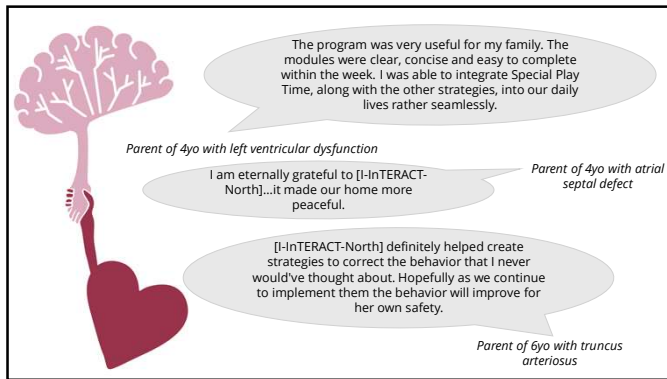 The program was very useful for my family. The
modules were clear, concise and easy to complete
within the week. I was able to integrate Special Play
Time, along with the other strategies, into our daily
lives rather seamlessly.
Parent of 4yo with left ventricular dysfunction
I am eternally grateful to [I-InTERACT-
North]...it made our home more
peaceful.
Parent of 4yo with atrial
septal defect
[I-InTERACT-North] definitely helped create
strategies to correct the behavior that I never
would've thought about. Hopefully as we continue
to implement them the behavior will improve for
her own safety.
Parent of 6yo with truncus
arteriosus